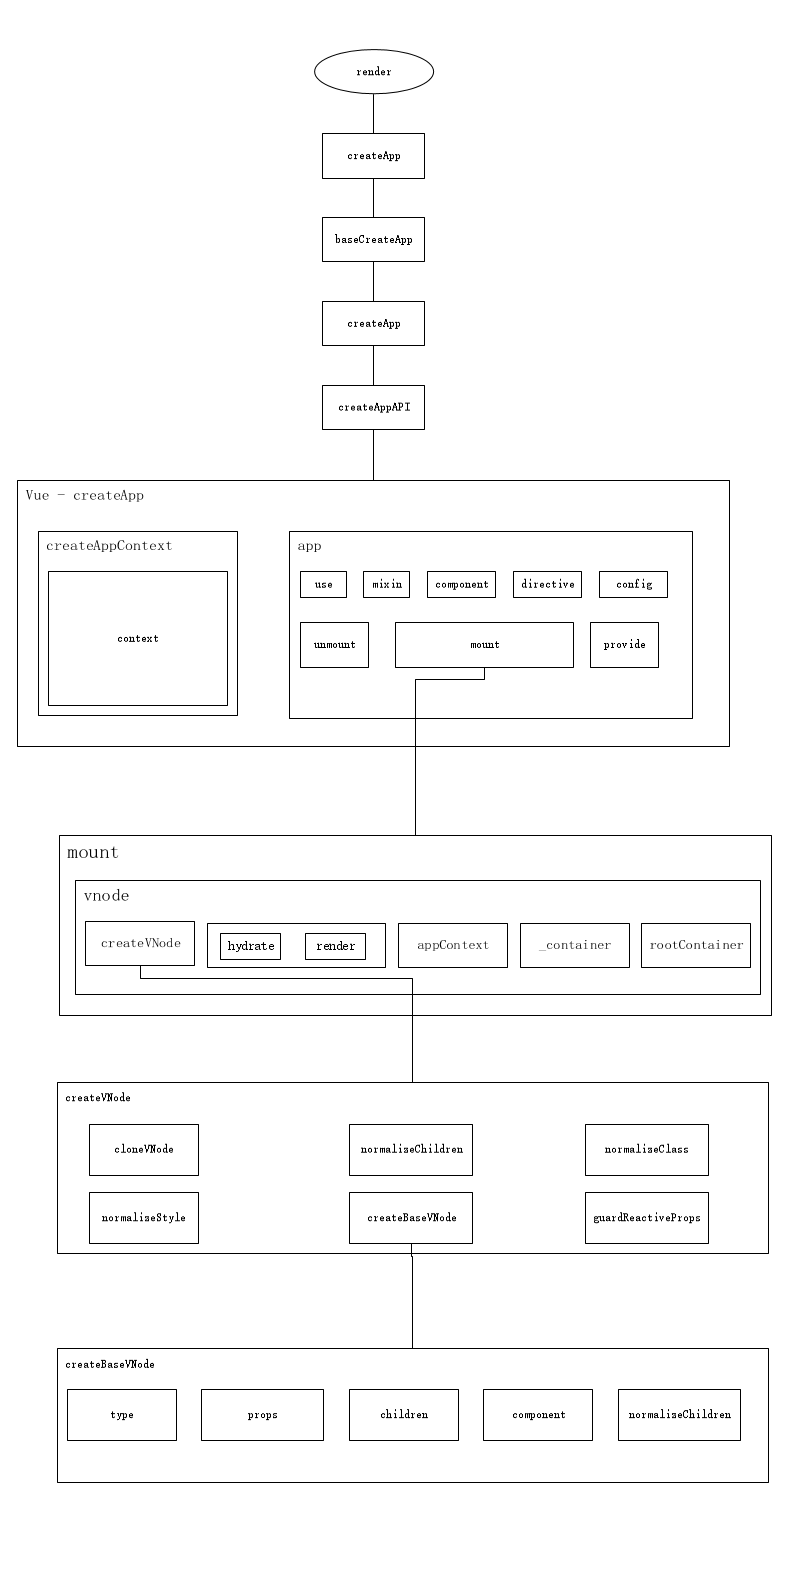 render
createApp
baseCreateApp
createApp
createAppAPI
Vue - createApp
createAppContext
context
app
use
mixin
component
directive
config
unmount
mount
provide
mount
vnode
createVNode
hydrate
render
appContext
_container
rootContainer
createVNode
cloneVNode
normalizeChildren
normalizeClass
normalizeStyle
createBaseVNode
guardReactiveProps
createBaseVNode
type
props
children
component
normalizeChildren